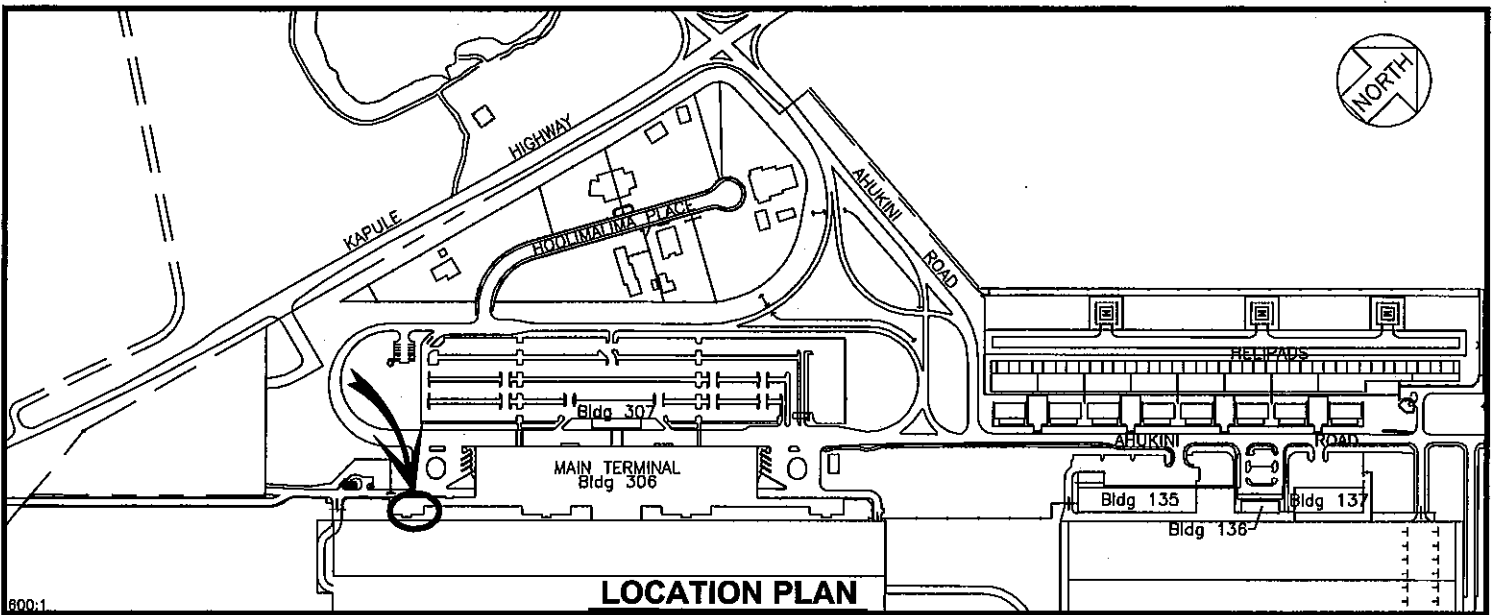 NORTH
HIGHWAY
KAPULE
HOOLIMALIMA PLACE
AHUKINI
ROAD
HELIPADS
Bldg 307
AHUKINI ROAD
MAIN TERMINAL
Bldg 306
Bldg 135
Bldg 137
Bldg 136
LOCATION PLAN
600:1